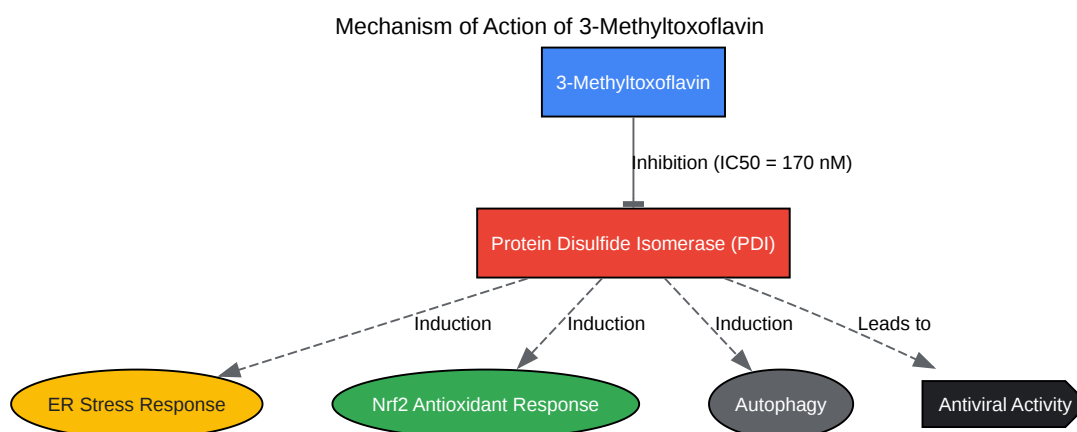 Mechanism of Action of 3-Methyltoxoflavin
3-Methyltoxoflavin
Inhibition (IC50 = 170 nM)
Protein Disulfide Isomerase (PDI)
Induction
Induction
Induction
Leads to
ER Stress Response
Nrf2 Antioxidant Response
Autophagy
Antiviral Activity